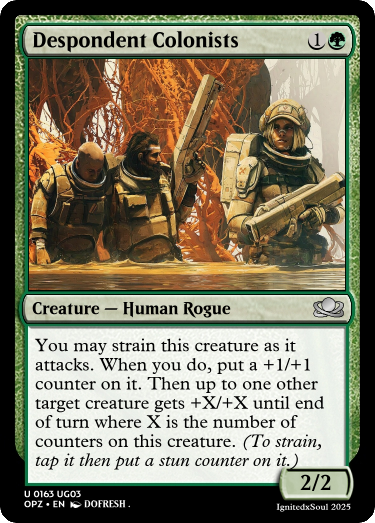 Despondent Colonists 1
Creature — Human Rogue
You may strain this creature as it
attacks. When you do, put a +1/+1
counter on it. Then up to one other
target creature gets +X/+X until end
of turn where X is the number of
counters on this creature. (To strain,
tap it then put a stun counter on it.)
2/2
U 0163 UG03
OPZ • EN DOFRESH .
IgnitedxSoul 2025